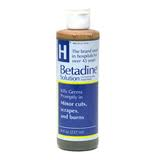 H
The brand used
in hospitals for
over 45 years
Betadine
Solution
Kills Germs
Promptly in
Minor cuts,
scrapes, and
burns